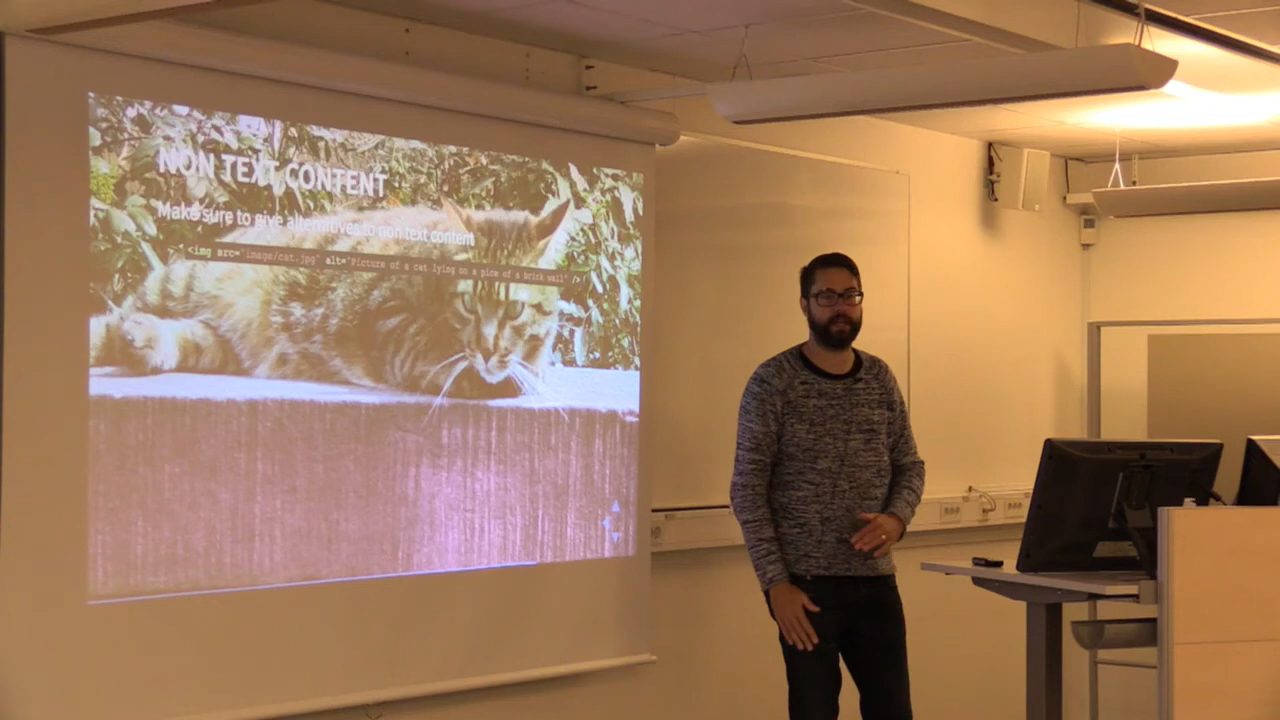 NON TEXT CONTENT
Make sure to give alternitives to non text content
<img src="image/cat.jpg" alt="Picture of a cat lying on a pice of a brick wall" />